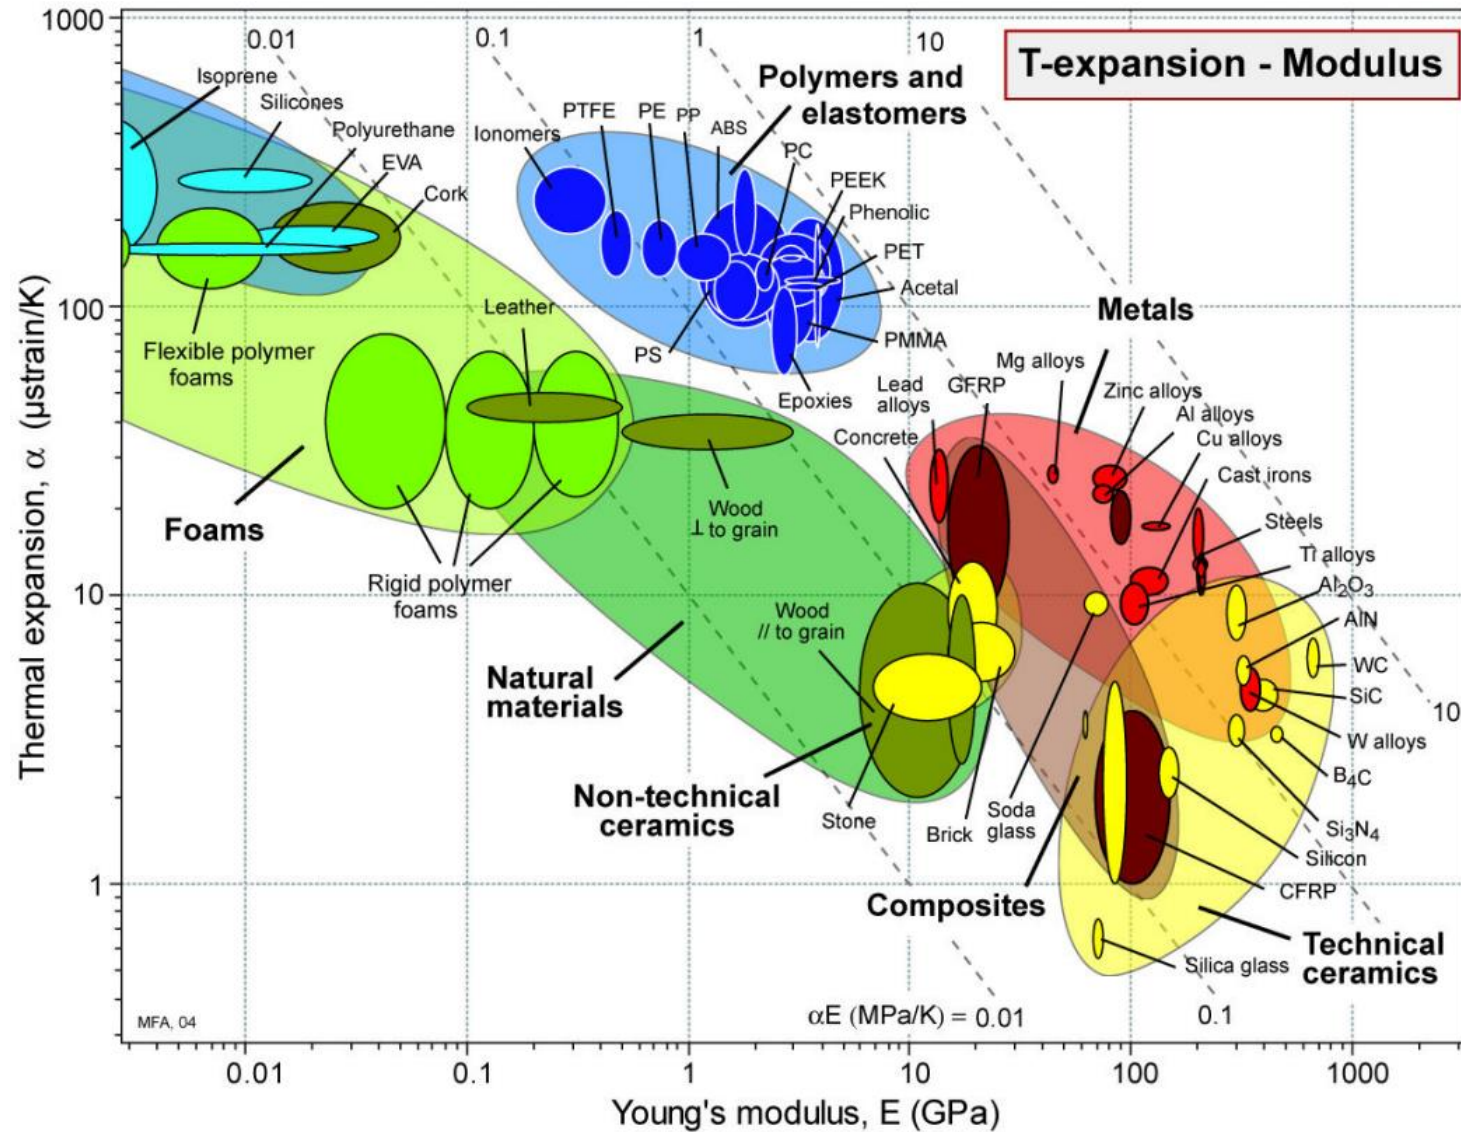 T-expansion - Modulus
1000
100
10
1
Thermal expansion, α (µstrain/K)
0.01
0.1
1
10
Isoprene
Silicones
Polyurethane
EVA
Cork
Flexible polymer
foams
Leather
Foams
Rigid polymer
foams
Ionomers
PTFE
PE
PP
ABS
Polymers and
elastomers
PC
PEEK
Phenolic
PET
Acetal
PMMA
PS
Epoxies
Wood
⊥ to grain
Wood
// to grain
Natural
materials
Non-technical
ceramics
Stone
Brick
Soda
glass
Concrete
Lead
alloys
GFRP
Mg alloys
Metals
Zinc alloys
Al alloys
Cu alloys
Cast irons
Steels
Ti alloys
Al₂O₃
AlN
WC
SiC
W alloys
B₄C
Si₃N₄
Silicon
CFRP
Composites
Technical
ceramics
Silica glass
10
αE (MPa/K) = 0.01
0.1
MFA, 04
0.01
0.1
1
10
100
1000
Young's modulus, E (GPa)